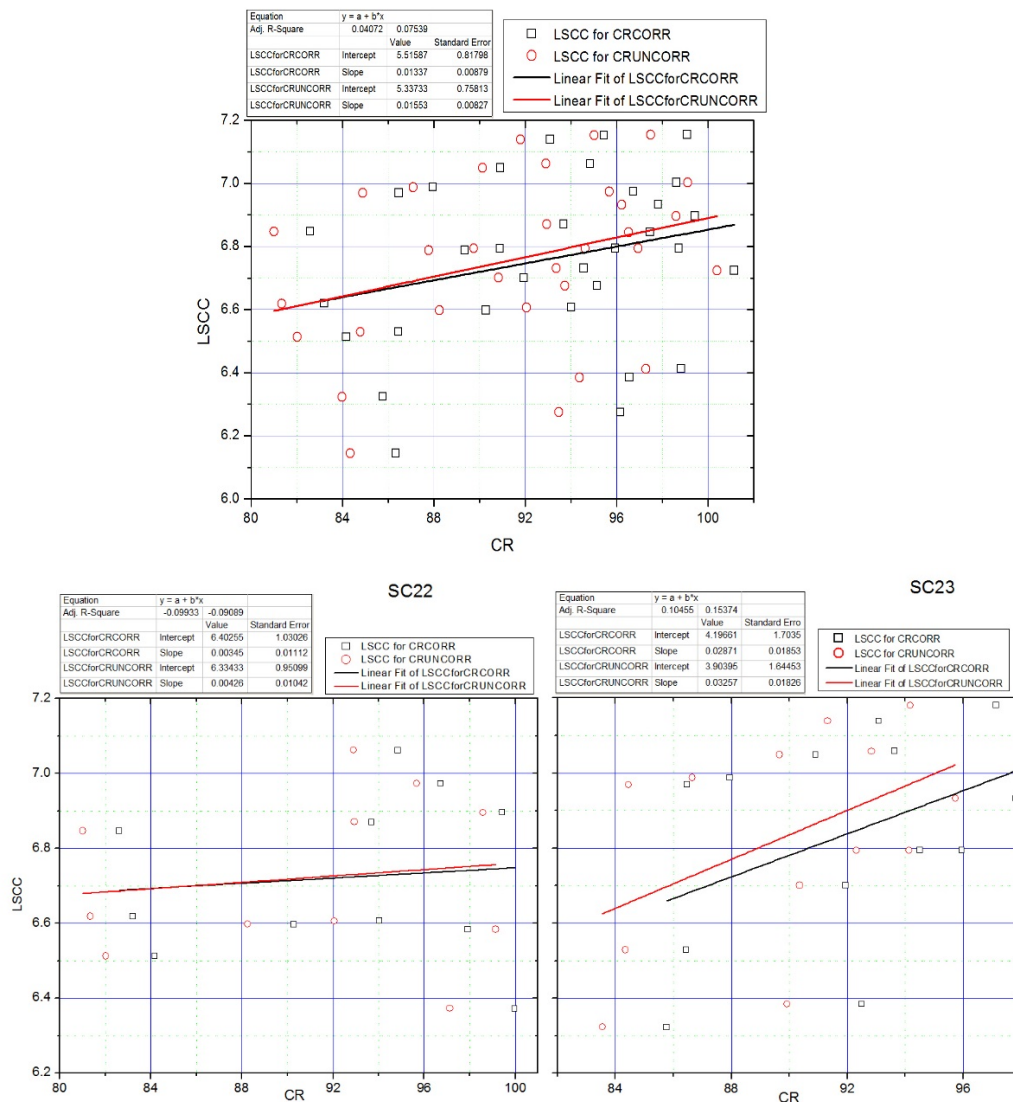 Equation y = a + b*x
Adj. R-Square 0.04072 0.07539
Value Standard Error
LSCCforCRCORR Intercept 5.51587 0.81798
LSCCforCRCORR Slope 0.01337 0.00879
LSCCforCRUNCORR Intercept 5.33733 0.75813
LSCCforCRUNCORR Slope 0.01553 0.00827
LSCC for CRCORR
LSCC for CRUNCORR
Linear Fit of LSCCforCRCORR
Linear Fit of LSCCforCRUNCORR
7.2
7.0
6.8
6.6
6.4
6.2
6.0
LSCC
80 84 88 92 96 100
CR
SC22
Equation y = a + b*x
Adj. R-Square -0.09933 -0.09089
Value Standard Error
LSCCforCRCORR Intercept 6.40255 1.03026
LSCCforCRCORR Slope 0.00345 0.01112
LSCCforCRUNCORR Intercept 6.33433 0.95099
LSCCforCRUNCORR Slope 0.00426 0.01042
LSCC for CRCORR
LSCC for CRUNCORR
Linear Fit of LSCCforCRCORR
Linear Fit of LSCCforCRUNCORR
7.2
7.0
6.8
6.6
6.4
6.2
LSCC
80 84 88 92 96 100
CR
SC23
Equation y = a + b*x
Adj. R-Square 0.10455 0.15374
Value Standard Error
LSCCforCRCORR Intercept 4.19661 1.7035
LSCCforCRCORR Slope 0.02871 0.01853
LSCCforCRUNCORR Intercept 3.90395 1.64453
LSCCforCRUNCORR Slope 0.03257 0.01826
LSCC for CRCORR
LSCC for CRUNCORR
Linear Fit of LSCCforCRCORR
Linear Fit of LSCCforCRUNCORR
84 88 92 96
CR